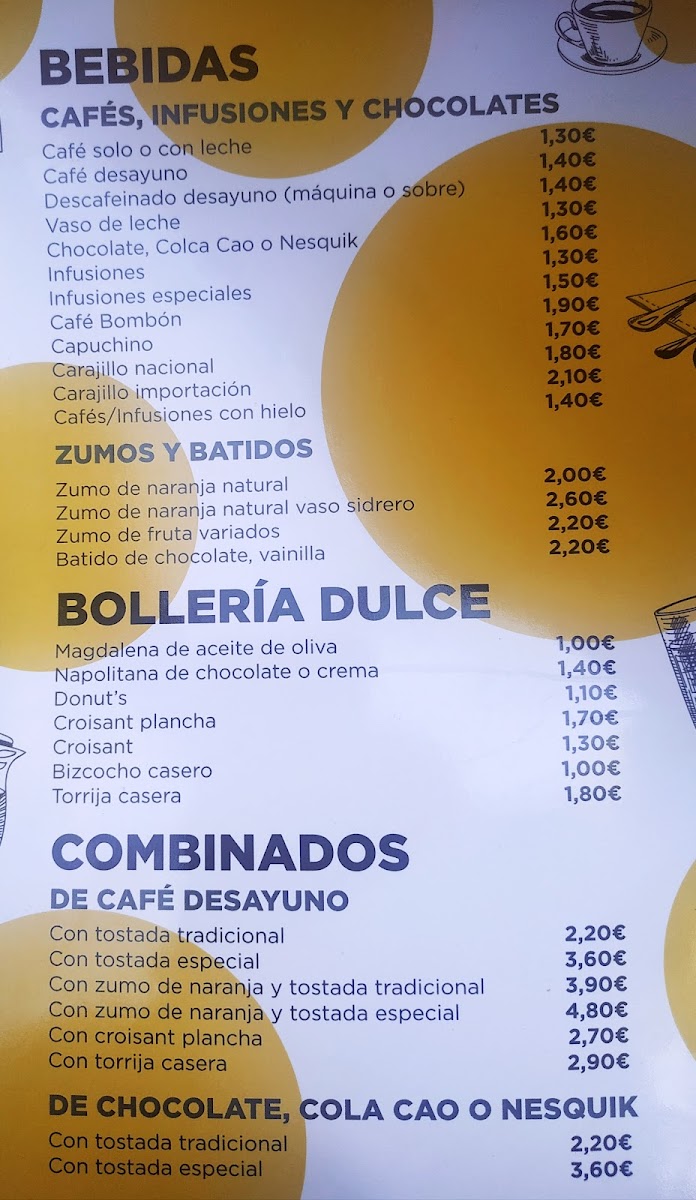 BEBIDAS
CAFÉS, INFUSIONES Y CHOCOLATES
Café solo o con leche 1,30€
Café desayuno 1,40€
Descafeinado desayuno (máquina o sobre) 1,40€
Vaso de leche 1,30€
Chocolate, Colca Cao o Nesquik 1,60€
Infusiones 1,30€
Infusiones especiales 1,50€
Café Bombón 1,90€
Capuchino 1,70€
Carajillo nacional 1,80€
Carajillo importación 2,10€
Cafés/Infusiones con hielo 1,40€
ZUMOS Y BATIDOS
Zumo de naranja natural 2,00€
Zumo de naranja natural vaso sidrero 2,60€
Zumo de fruta variados 2,20€
Batido de chocolate, vainilla 2,20€
BOLLERÍA DULCE
Magdalena de aceite de oliva 1,00€
Napolitana de chocolate o crema 1,40€
Donut's 1,10€
Croisant plancha 1,70€
Croisant 1,30€
Bizcocho casero 1,00€
Torrija casera 1,80€
COMBINADOS
DE CAFÉ DESAYUNO
Con tostada tradicional 2,20€
Con tostada especial 3,60€
Con zumo de naranja y tostada tradicional 3,90€
Con zumo de naranja y tostada especial 4,80€
Con croisant plancha 2,70€
Con torrija casera 2,90€
DE CHOCOLATE, COLA CAO O NESQUIK
Con tostada tradicional 2,20€
Con tostada especial 3,60€